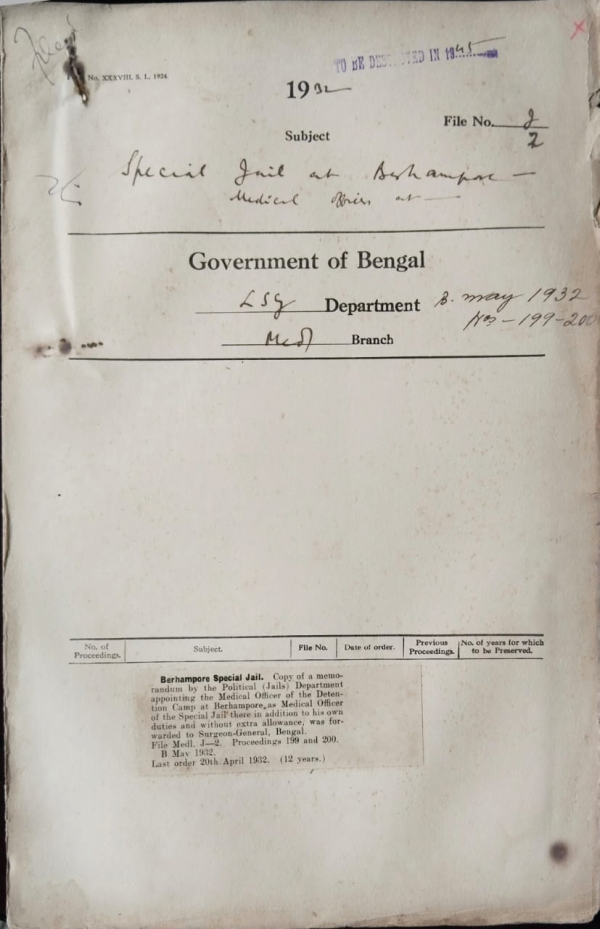 Filed
No. XXXVIII. S. L., 1924
TO BE DESTROYED IN 1945
1932
File No. J/2
Subject
Special Jail at Berhampore —
Medical Officer at —
Government of Bengal
LSG Department B. May 1932
Nos – 199–200
Medl Branch
No. of Proceedings. Subject. File No. Date of order. Previous Proceedings. No. of years for which to be Preserved.
Berhampore Special Jail. Copy of a memo-
randum by the Political (Jails) Department
appointing the Medical Officer of the Deten-
tion Camp at Berhampore, as Medical Officer
of the Special Jail there in addition to his own
duties and without extra allowance, was for-
warded to Surgeon-General, Bengal.
File Medl. J—2. Proceedings 199 and 200.
B May 1932.
Last order 20th April 1932. (12 years.)